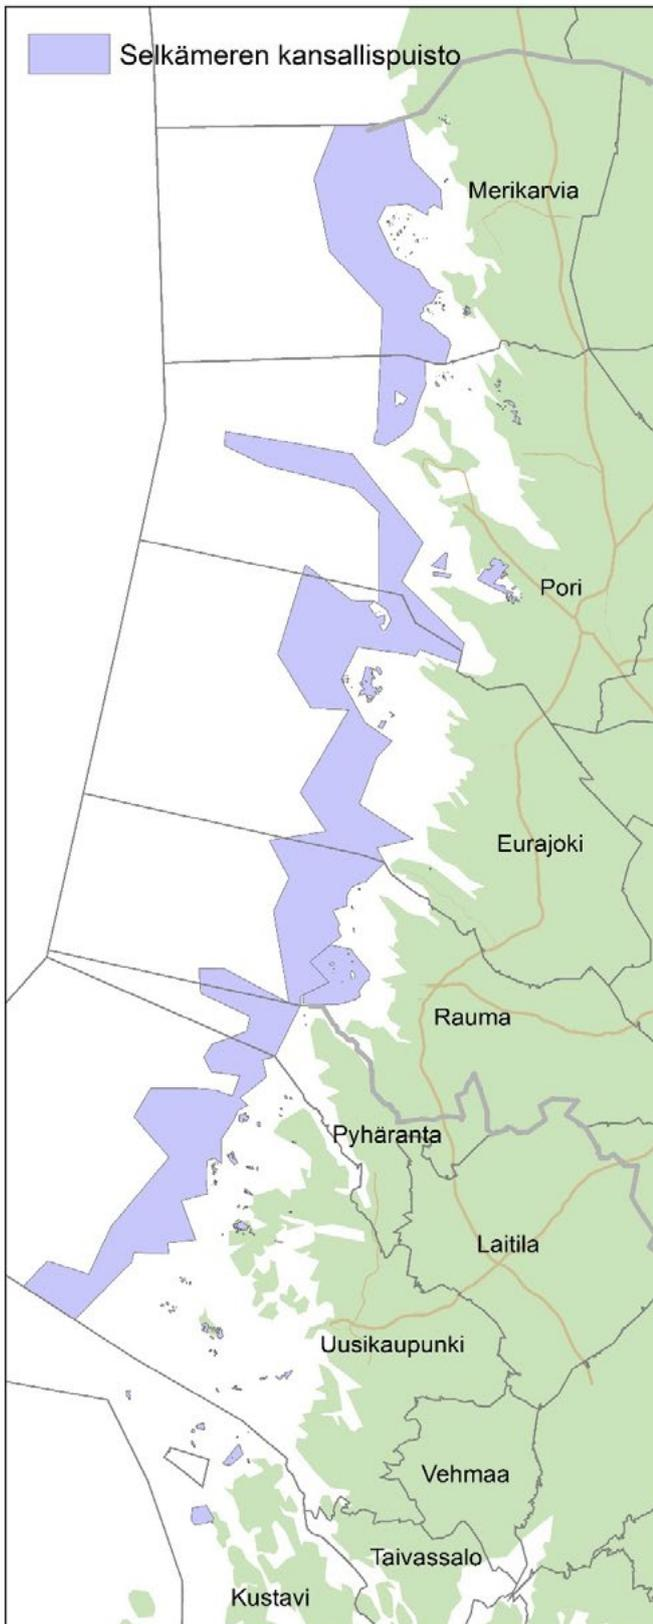 Selkämeren kansallispuisto
Merikarvia
Pori
Eurajoki
Rauma
Pyhäranta
Laitila
Uusikaupunki
Vehmaa
Taivassalo
Kustavi